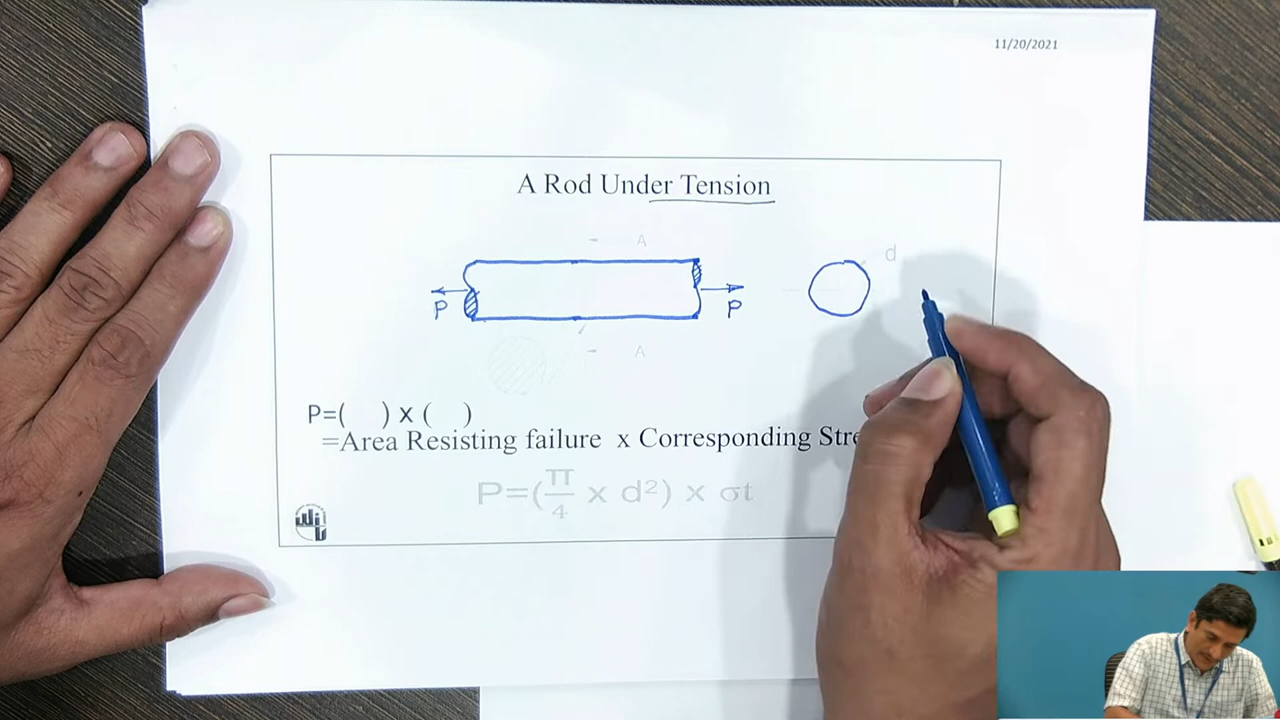 11/20/2021
A Rod Under Tension
- A
d
P
P
- A
P=( ) x ( )
=Area Resisting failure x Corresponding Stre
P=(π/4 x d²) x σt